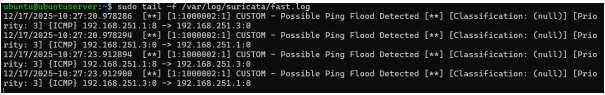 ubuntu@ubuntuserver:~$ sudo tail -f /var/log/suricata/fast.log
12/17/2025-10:27:20.978286  [**] [1:1000002:1] CUSTOM - Possible Ping Flood Detected [**] [Classification: (null)] [Prio
rity: 3] {ICMP} 192.168.251.1:8 -> 192.168.251.3:0
12/17/2025-10:27:20.978294  [**] [1:1000002:1] CUSTOM - Possible Ping Flood Detected [**] [Classification: (null)] [Prio
rity: 3] {ICMP} 192.168.251.3:0 -> 192.168.251.1:0
12/17/2025-10:27:23.912894  [**] [1:1000002:1] CUSTOM - Possible Ping Flood Detected [**] [Classification: (null)] [Prio
rity: 3] {ICMP} 192.168.251.1:8 -> 192.168.251.3:0
12/17/2025-10:27:23.912900  [**] [1:1000002:1] CUSTOM - Possible Ping Flood Detected [**] [Classification: (null)] [Prio
rity: 3] {ICMP} 192.168.251.3:0 -> 192.168.251.1:0